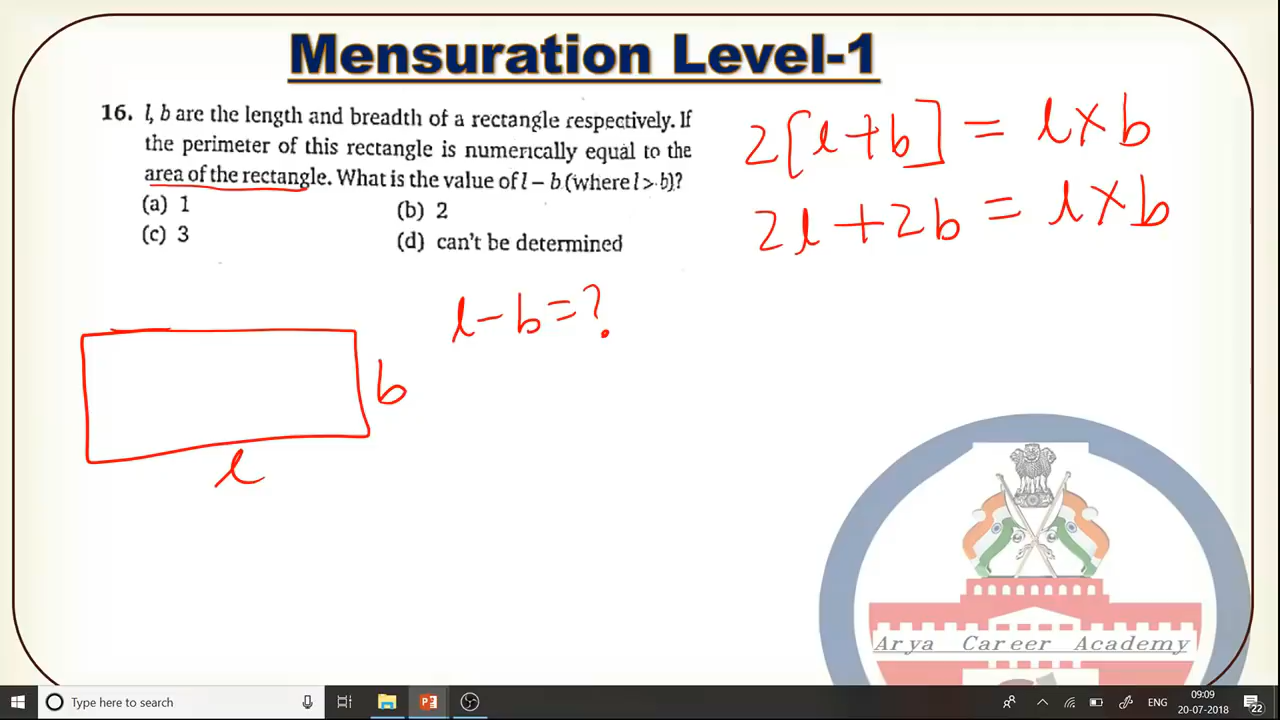 Mensuration Level-1
16. l, b are the length and breadth of a rectangle respectively. If
the perimeter of this rectangle is numerically equal to the
area of the rectangle. What is the value of l – b (where l > b)?
(a) 1 (b) 2
(c) 3 (d) can't be determined
2[l+b] = l×b
2l+2b = l×b
l-b=?
b
l
Arya Career Academy
Type here to search
ENG
09:09
20-07-2018
22